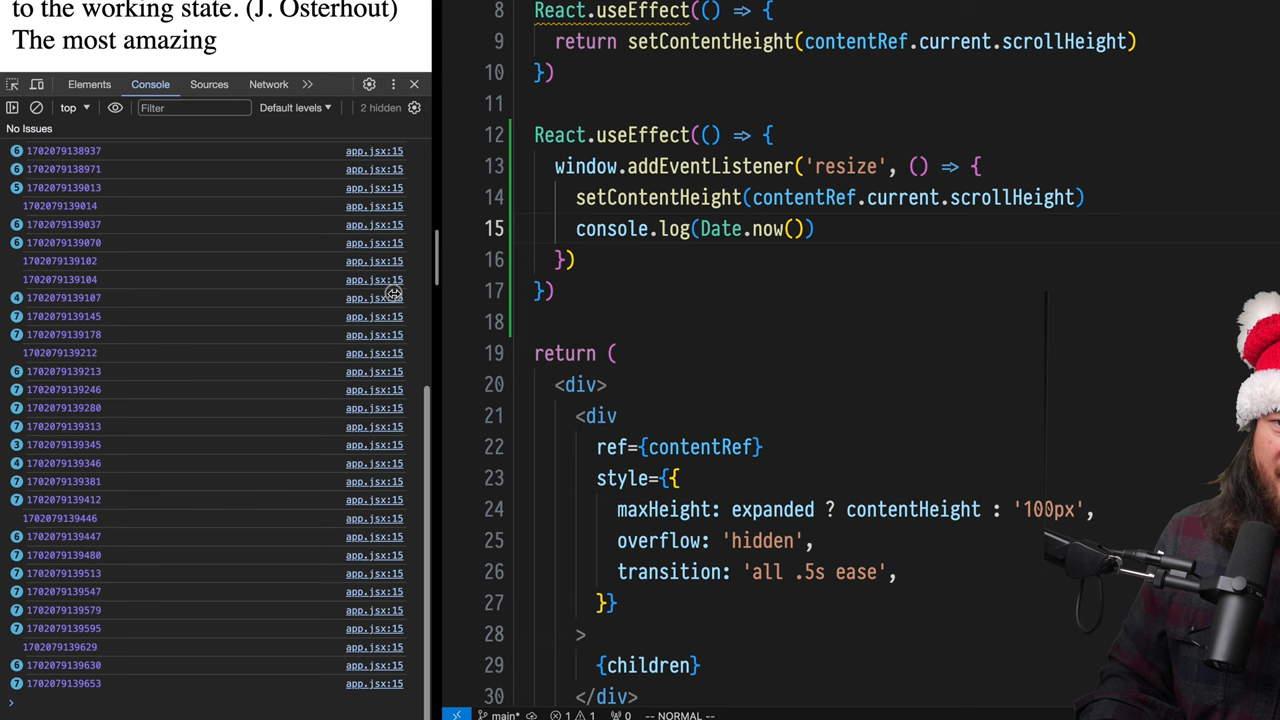 to the working state. (J. Osterhout)
The most amazing
Elements Console Sources Network
top Filter Default levels 2 hidden
No Issues
6 1702079138937 app.jsx:15
6 1702079138971 app.jsx:15
5 1702079139013 app.jsx:15
1702079139014 app.jsx:15
6 1702079139037 app.jsx:15
6 1702079139070 app.jsx:15
1702079139102 app.jsx:15
1702079139104 app.jsx:15
4 1702079139107 app.jsx:15
7 1702079139145 app.jsx:15
7 1702079139178 app.jsx:15
1702079139212 app.jsx:15
6 1702079139213 app.jsx:15
7 1702079139246 app.jsx:15
7 1702079139280 app.jsx:15
7 1702079139313 app.jsx:15
3 1702079139345 app.jsx:15
4 1702079139346 app.jsx:15
7 1702079139381 app.jsx:15
7 1702079139412 app.jsx:15
1702079139446 app.jsx:15
6 1702079139447 app.jsx:15
7 1702079139480 app.jsx:15
7 1702079139513 app.jsx:15
7 1702079139547 app.jsx:15
7 1702079139579 app.jsx:15
7 1702079139595 app.jsx:15
1702079139629 app.jsx:15
6 1702079139630 app.jsx:15
7 1702079139653 app.jsx:15
>
8 React.useEffect(() => {
9 return setContentHeight(contentRef.current.scrollHeight)
10 })
11
12 React.useEffect(() => {
13 window.addEventListener('resize', () => {
14 setContentHeight(contentRef.current.scrollHeight)
15 console.log(Date.now())
16 })
17 })
18
19 return (
20 <div>
21 <div
22 ref={contentRef}
23 style={{
24 maxHeight: expanded ? contentHeight : '100px',
25 overflow: 'hidden',
26 transition: 'all .5s ease',
27 }}
28 >
29 {children}
30 </div>
main* 1 1 0 -- NORMAL --